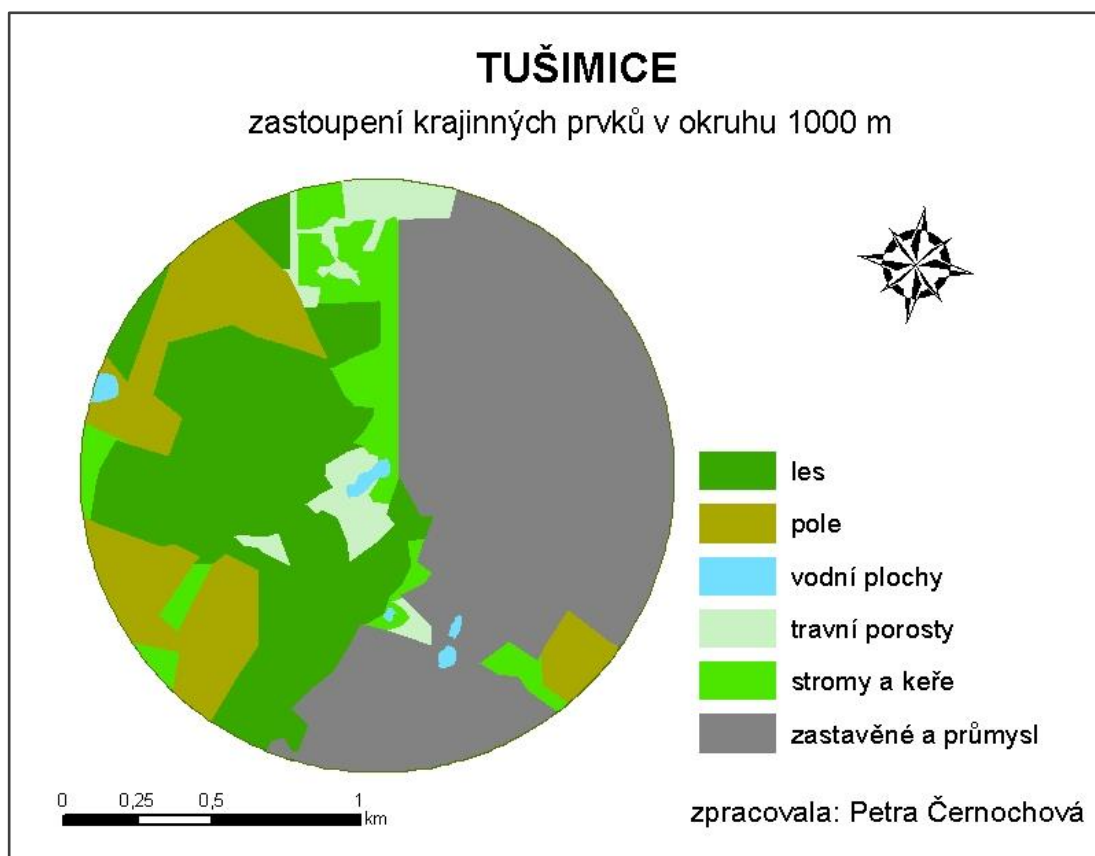 TUŠIMICE
zastoupení krajinných prvků v okruhu 1000 m
les
pole
vodní plochy
travní porosty
stromy a keře
zastavěné a průmysl
0 0,25 0,5 1
km
zpracovala: Petra Černochová